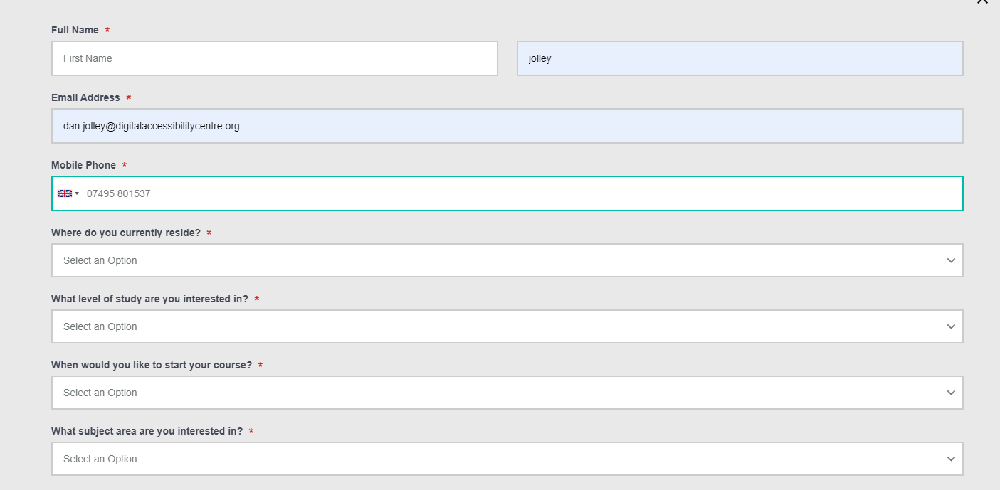 Full Name *
First Name
jolley
Email Address *
dan.jolley@digitalaccessibilitycentre.org
Mobile Phone *
07495 801537
Where do you currently reside? *
Select an Option
What level of study are you interested in? *
Select an Option
When would you like to start your course? *
Select an Option
What subject area are you interested in? *
Select an Option